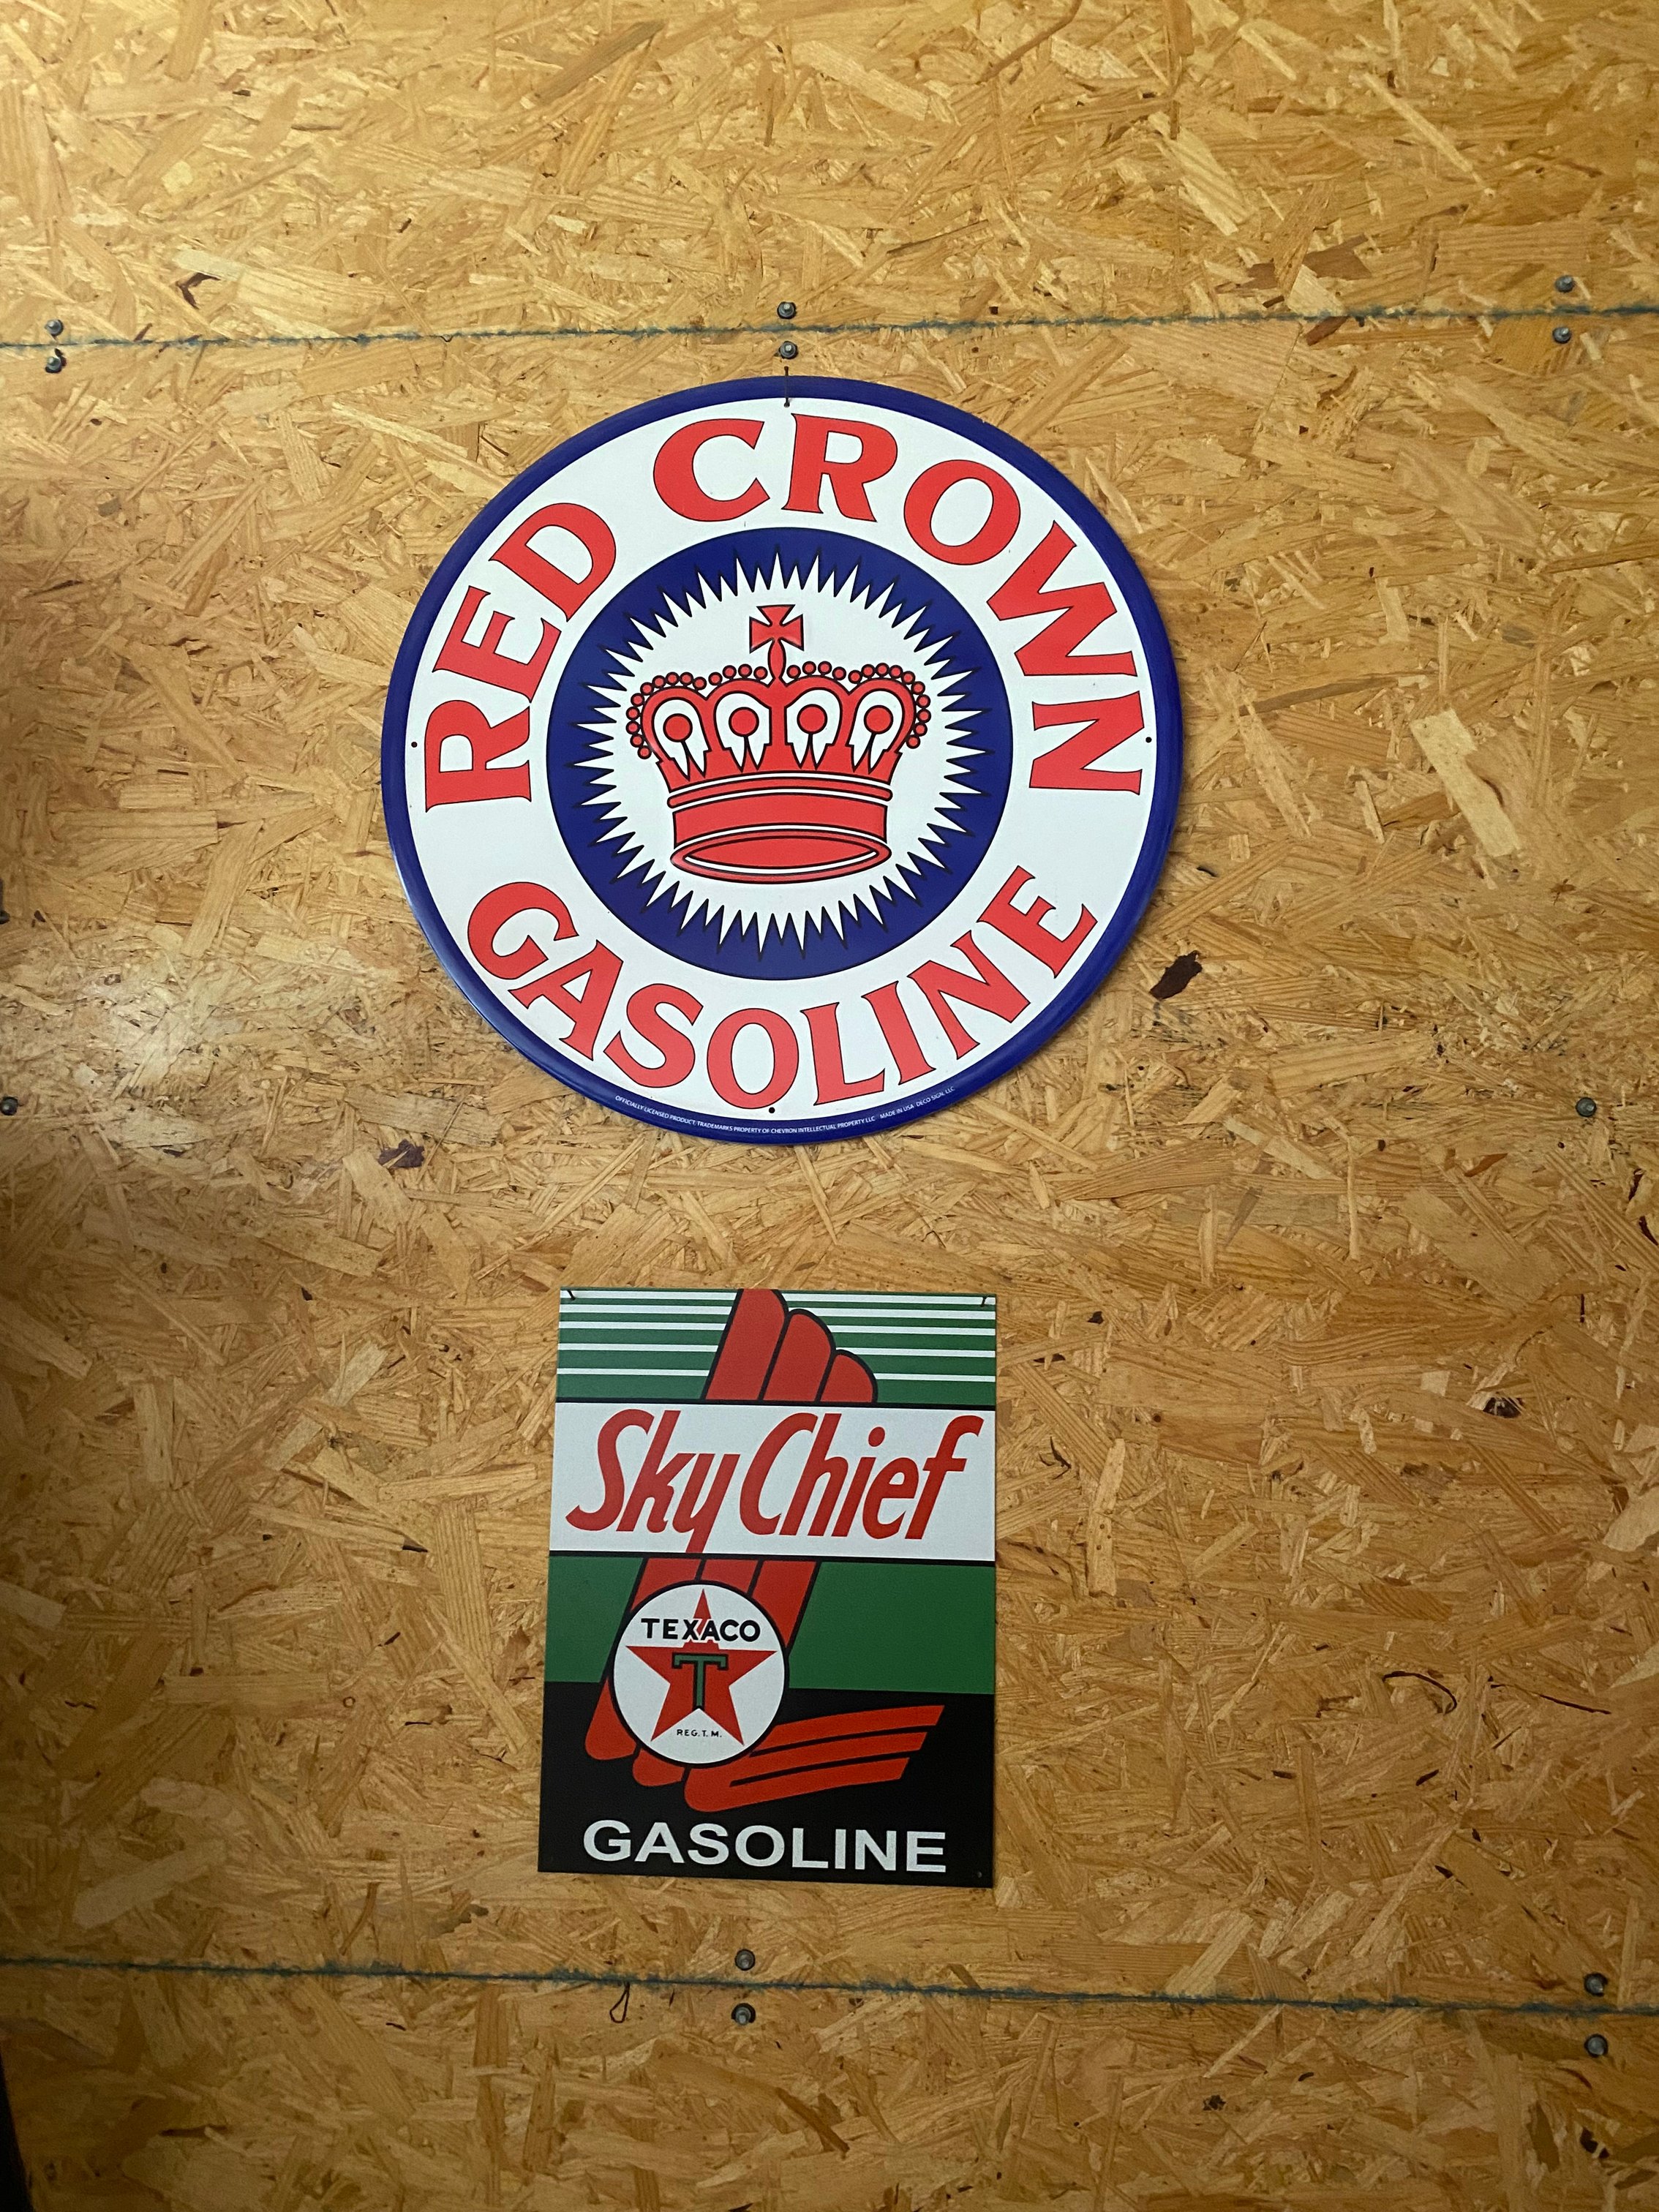 RED CROWN
GASOLINE
OFFICIALLY LICENSED PRODUCT. TRADEMARKS PROPERTY OF CHEVRON INTELLECTUAL PROPERTY LLC MADE IN USA DECO SIGN, LLC
Sky Chief
TEXACO
T
REG. T. M.
GASOLINE